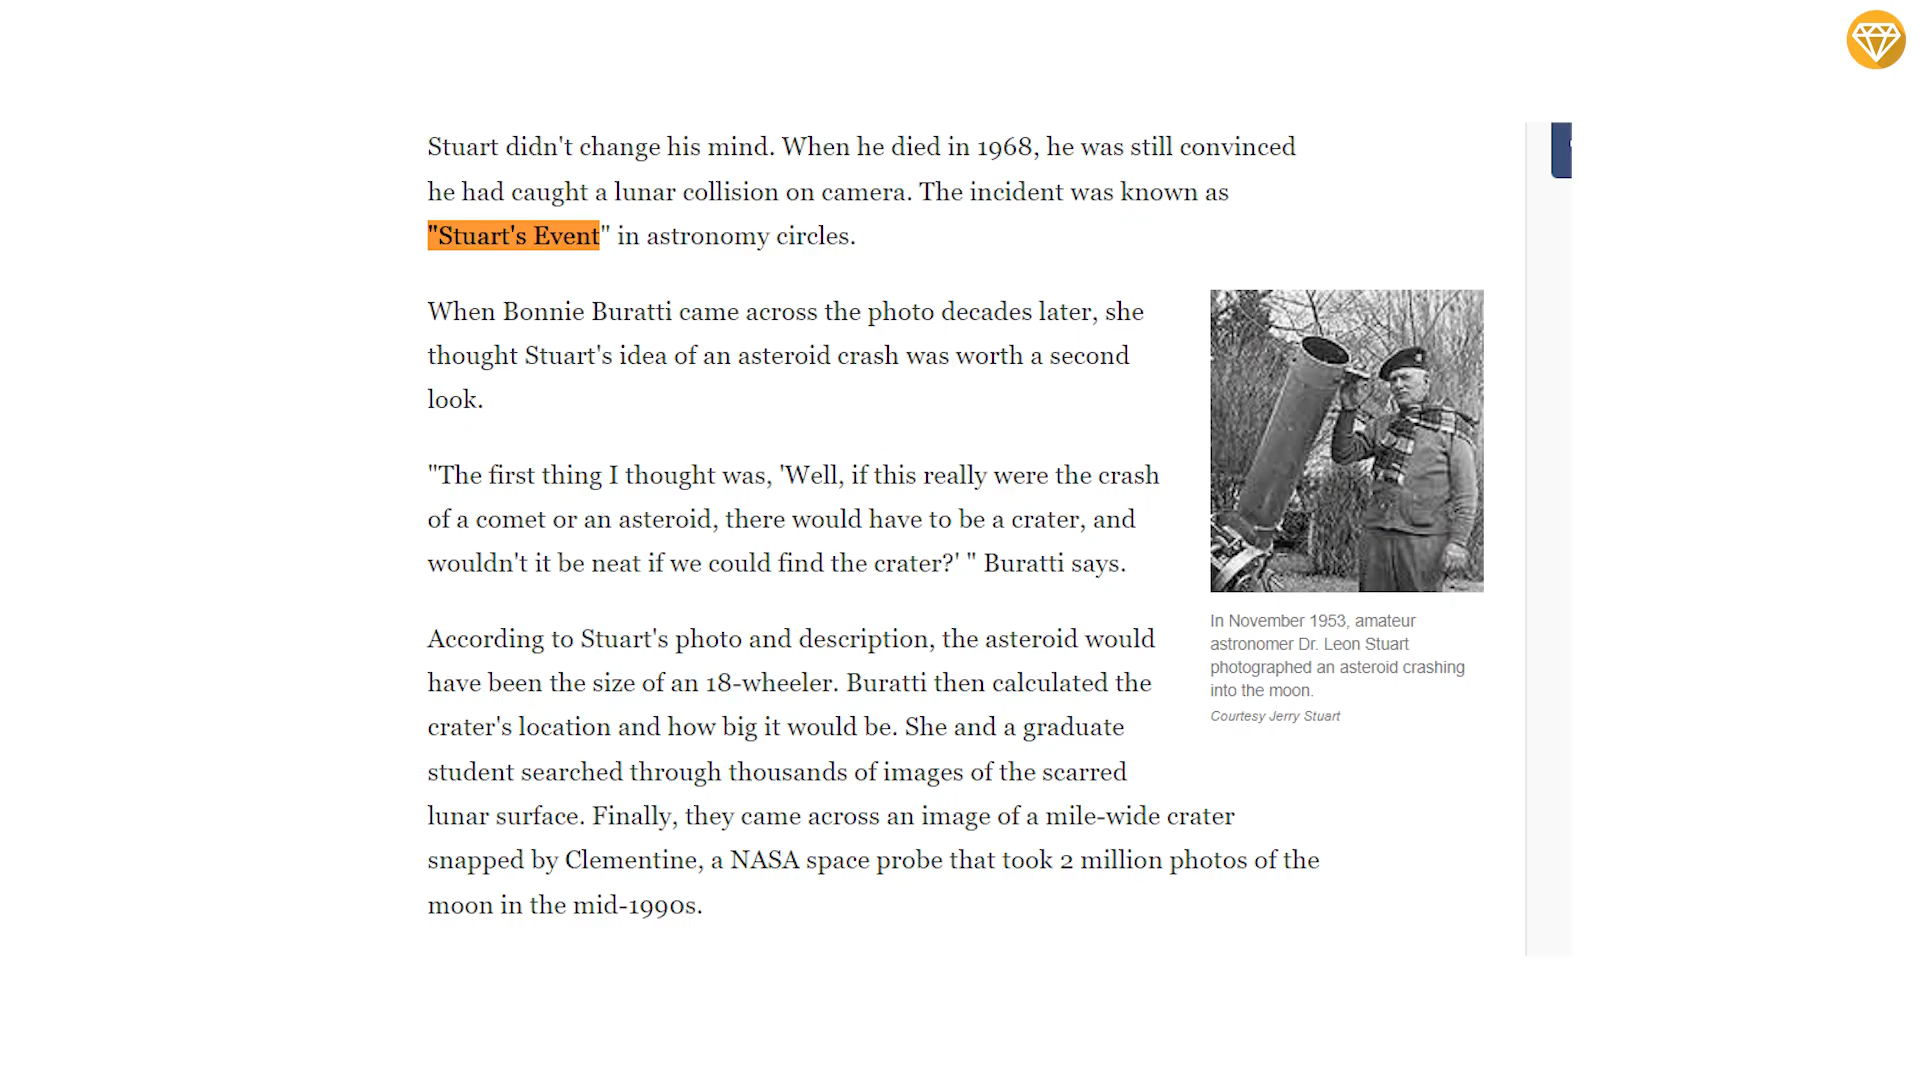 Stuart didn't change his mind. When he died in 1968, he was still convinced
he had caught a lunar collision on camera. The incident was known as
"Stuart's Event" in astronomy circles.
When Bonnie Buratti came across the photo decades later, she
thought Stuart's idea of an asteroid crash was worth a second
look.
"The first thing I thought was, 'Well, if this really were the crash
of a comet or an asteroid, there would have to be a crater, and
wouldn't it be neat if we could find the crater?' " Buratti says.
According to Stuart's photo and description, the asteroid would
have been the size of an 18-wheeler. Buratti then calculated the
crater's location and how big it would be. She and a graduate
student searched through thousands of images of the scarred
lunar surface. Finally, they came across an image of a mile-wide crater
snapped by Clementine, a NASA space probe that took 2 million photos of the
moon in the mid-1990s.
In November 1953, amateur
astronomer Dr. Leon Stuart
photographed an asteroid crashing
into the moon.
Courtesy Jerry Stuart